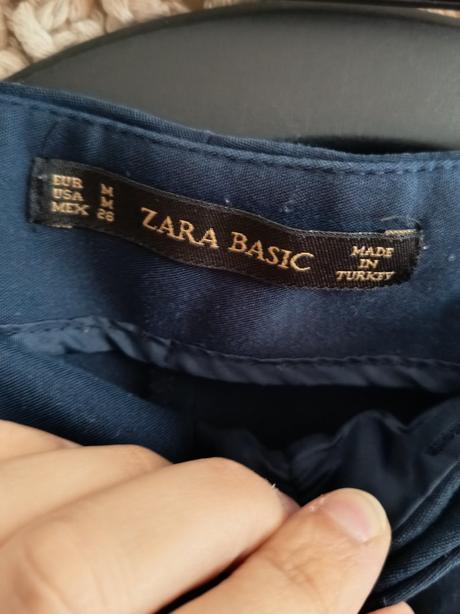 EUR M
USA M
MEX 26
ZARA BASIC
MADE
IN
TURKEY